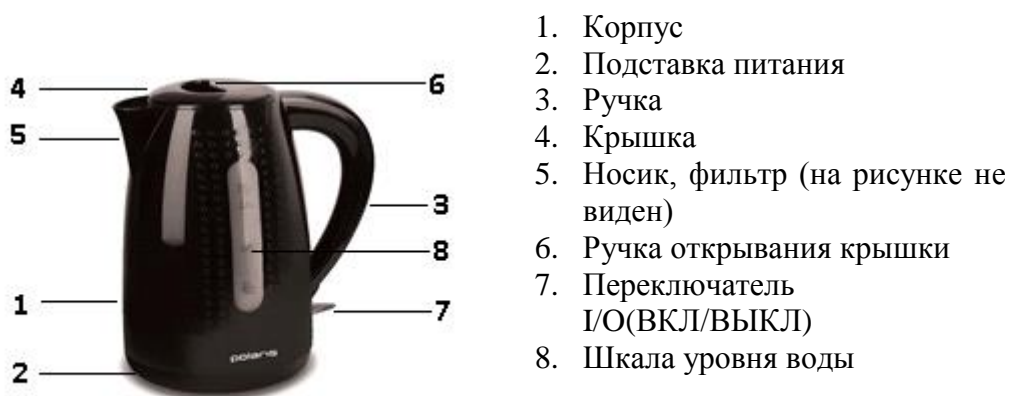 4
6
5
3
8
1
7
2
polaris
1. Корпус
2. Подставка питания
3. Ручка
4. Крышка
5. Носик, фильтр (на рисунке не
виден)
6. Ручка открывания крышки
7. Переключатель
I/O(ВКЛ/ВЫКЛ)
8. Шкала уровня воды